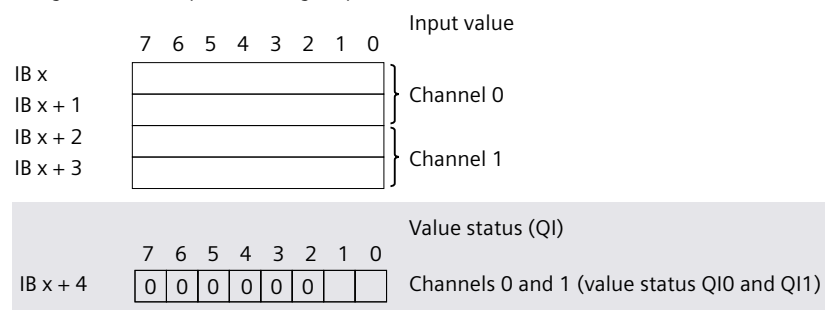 Input value
7 6 5 4 3 2 1 0
IB x
IB x + 1
Channel 0
IB x + 2
IB x + 3
Channel 1
Value status (QI)
7 6 5 4 3 2 1 0
IB x + 4 0 0 0 0 0 0 Channels 0 and 1 (value status QI0 and QI1)